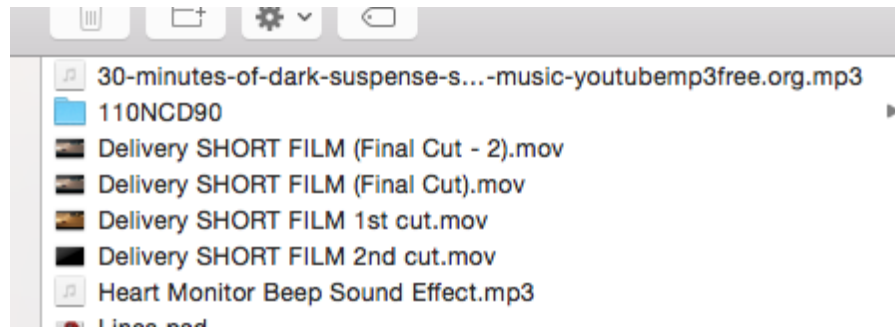 30-minutes-of-dark-suspense-s...-music-youtubemp3free.org.mp3
110NCD90
Delivery SHORT FILM (Final Cut - 2).mov
Delivery SHORT FILM (Final Cut).mov
Delivery SHORT FILM 1st cut.mov
Delivery SHORT FILM 2nd cut.mov
Heart Monitor Beep Sound Effect.mp3